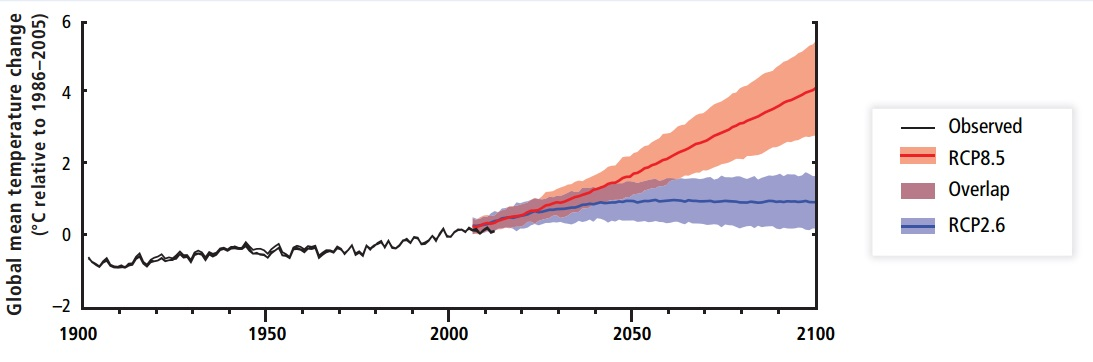 Global mean temperature change
(°C relative to 1986–2005)
6
4
2
0
–2
1900
1950
2000
2050
2100
Observed
RCP8.5
Overlap
RCP2.6